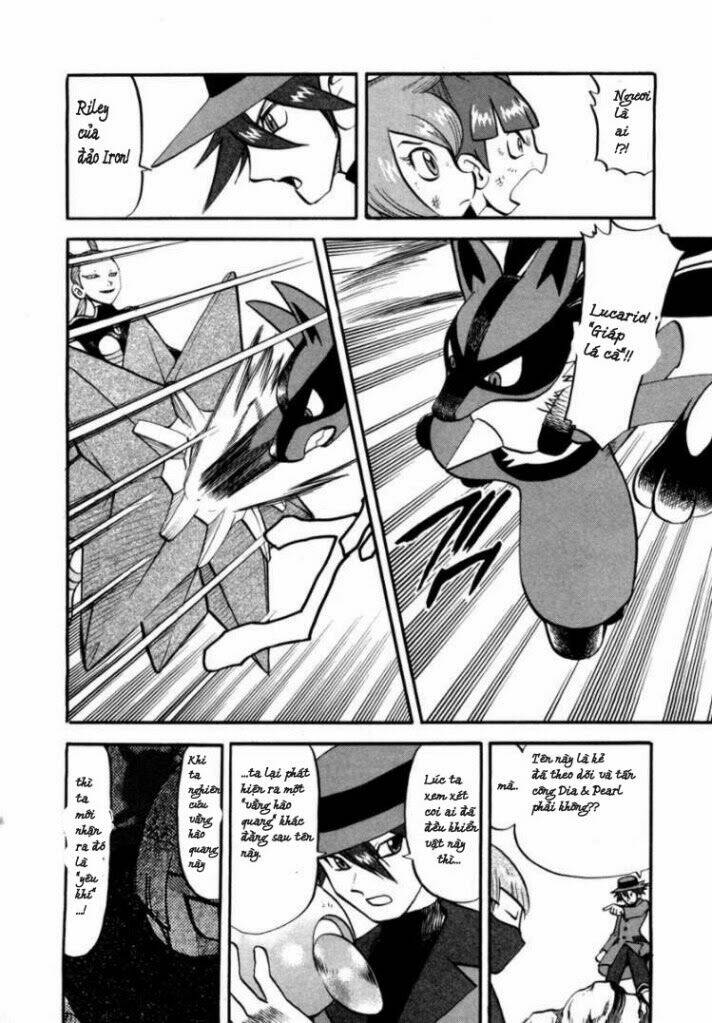 Ngươi
là
ai
!?!
Riley
của
đảo Iron!
Lucario!
"Giáp
lá cà"!!
Tên này là kẻ
đã theo dõi và tấn
công Dia & Pearl
phải không??
mà..
Lúc ta
xem xét
coi ai đã
đều khiển
vật này
thì...
...ta lại phát
hiện ra một
"vầng hào
quang" khác
đằng sau tên
này.
Khi
ta
nghiên
cứu
vầng
hào
quang này
thì
ta
mới
nhận
ra đó
là
"yêu
khí"
...!